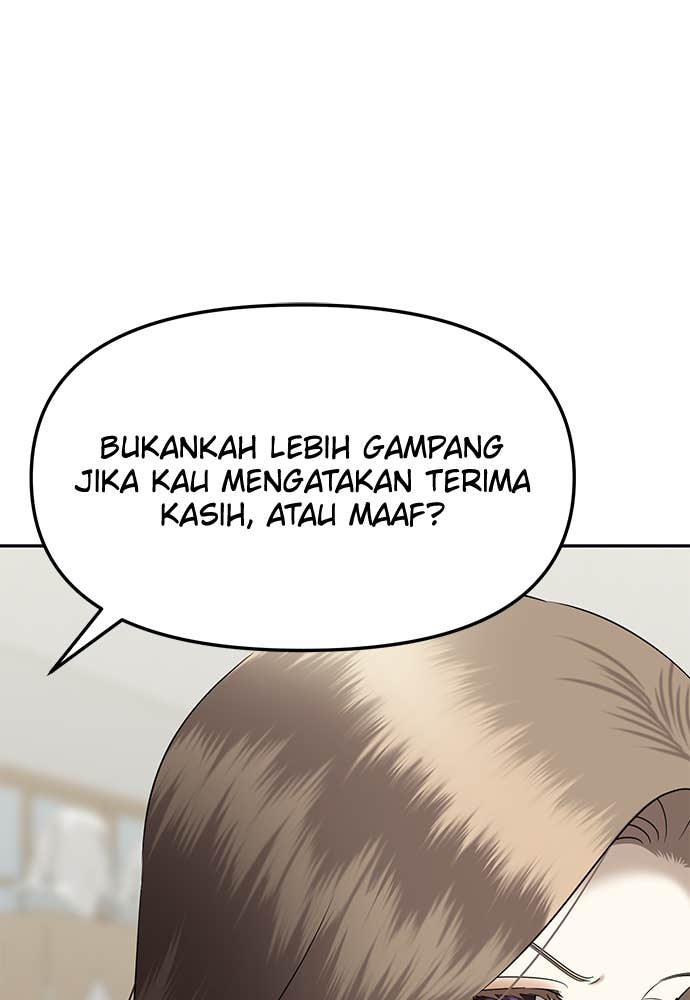 BUKANKAH LEBIH GAMPANG
JIKA KAU MENGATAKAN TERIMA
KASIH, ATAU MAAF?